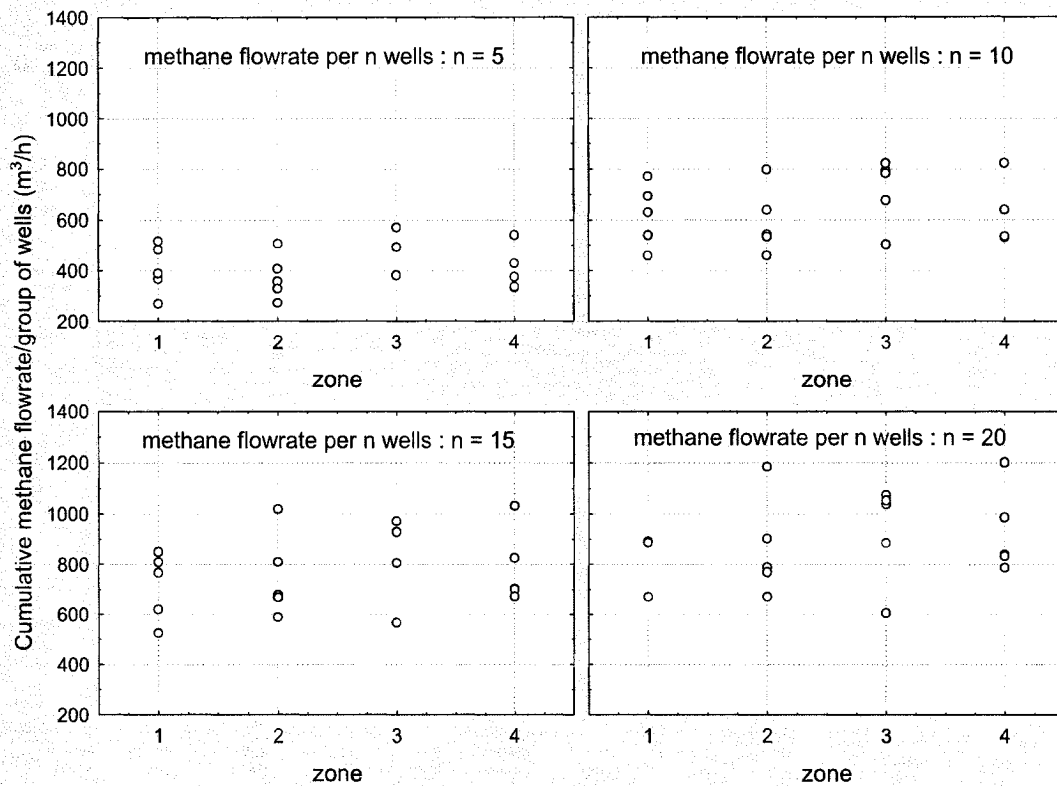 Cumulative methane flowrate/group of wells (m³/h)
methane flowrate per n wells : n = 5
1400
1200
1000
800
600
400
200
1 2 3 4
zone
methane flowrate per n wells : n = 10
1 2 3 4
zone
methane flowrate per n wells : n = 15
1400
1200
1000
800
600
400
200
1 2 3 4
zone
methane flowrate per n wells : n = 20
1 2 3 4
zone